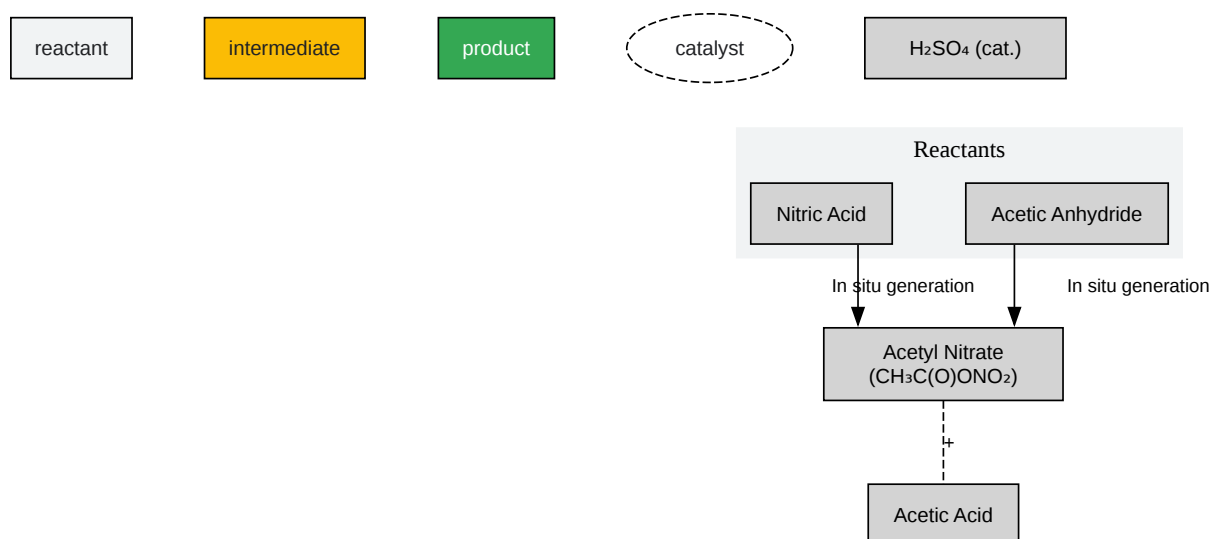 reactant
intermediate
product
catalyst
H₂SO₄ (cat.)
Reactants
Nitric Acid
Acetic Anhydride
In situ generation
In situ generation
Acetyl Nitrate
(CH₃C(O)ONO₂)
+
Acetic Acid